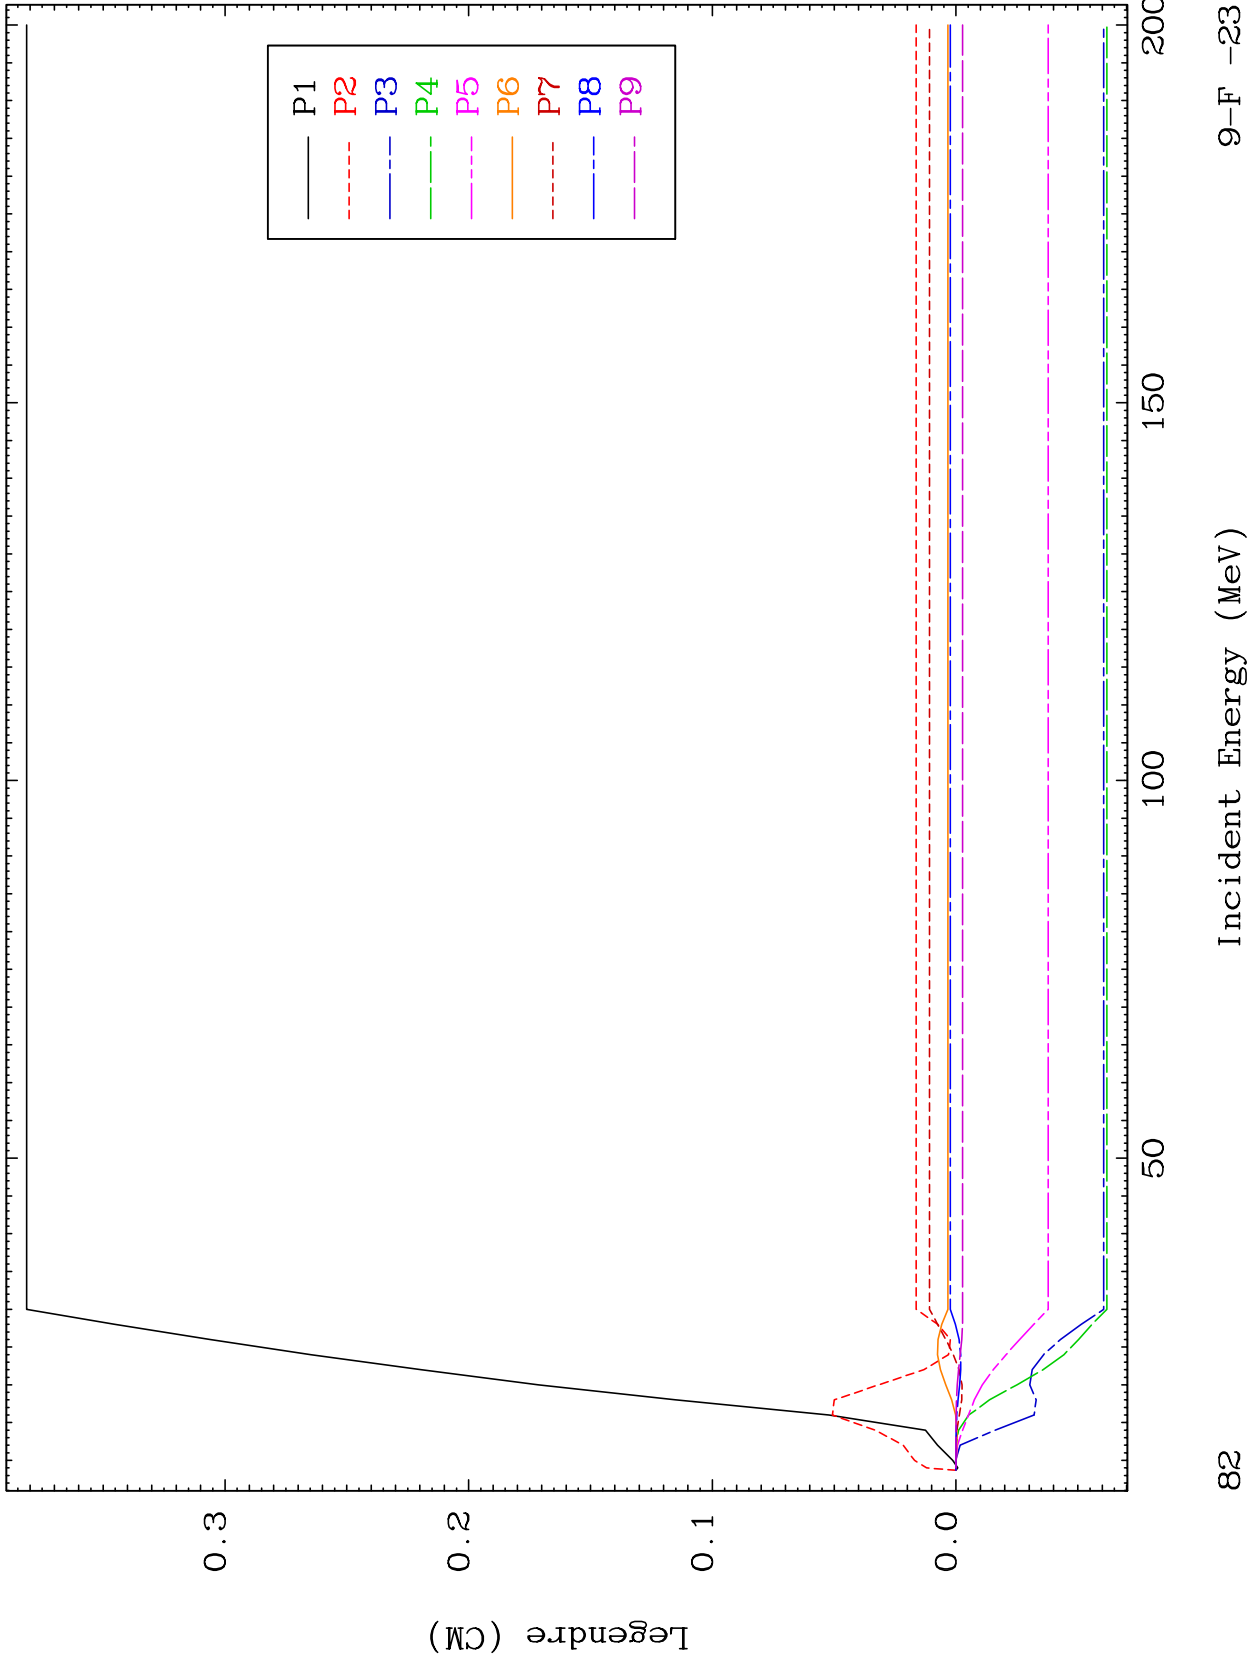 P1
P2
P3
P4
P5
P6
P7
P8
P9
0.3
0.2
0.1
0.0
Legendre (CM)
50
100
150
200
Incident Energy (MeV)
82
9-F -23